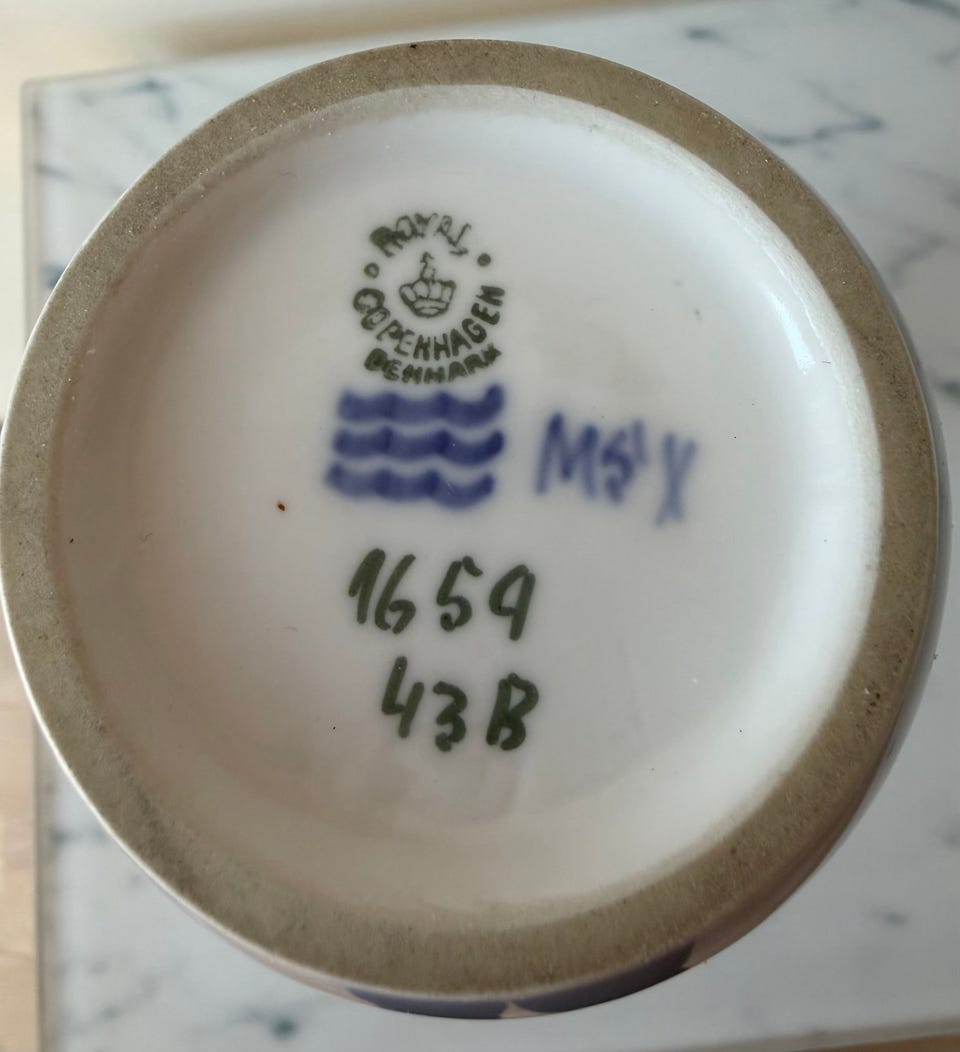 ROYAL
COPENHAGEN
DENMARK
1659
43B